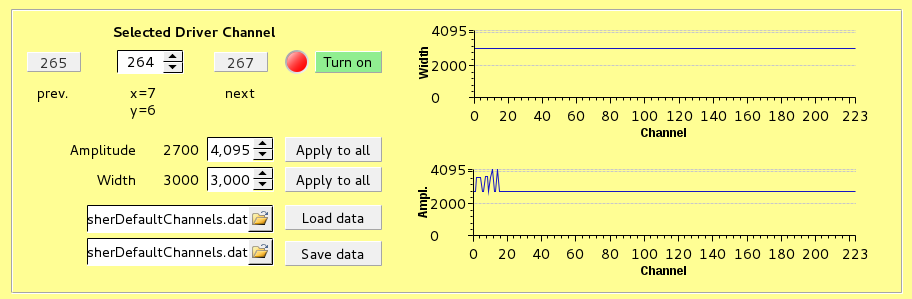 Selected Driver Channel
265 264 267 Turn on
prev. x=7 next
y=6
Amplitude 2700 4,095 Apply to all
Width 3000 3,000 Apply to all
sherDefaultChannels.dat Load data
sherDefaultChannels.dat Save data
4095
Width
2000
0
0 20 40 60 80 100 120 140 160 180 200 223
Channel
4095
Ampl.
2000
0
0 20 40 60 80 100 120 140 160 180 200 223
Channel